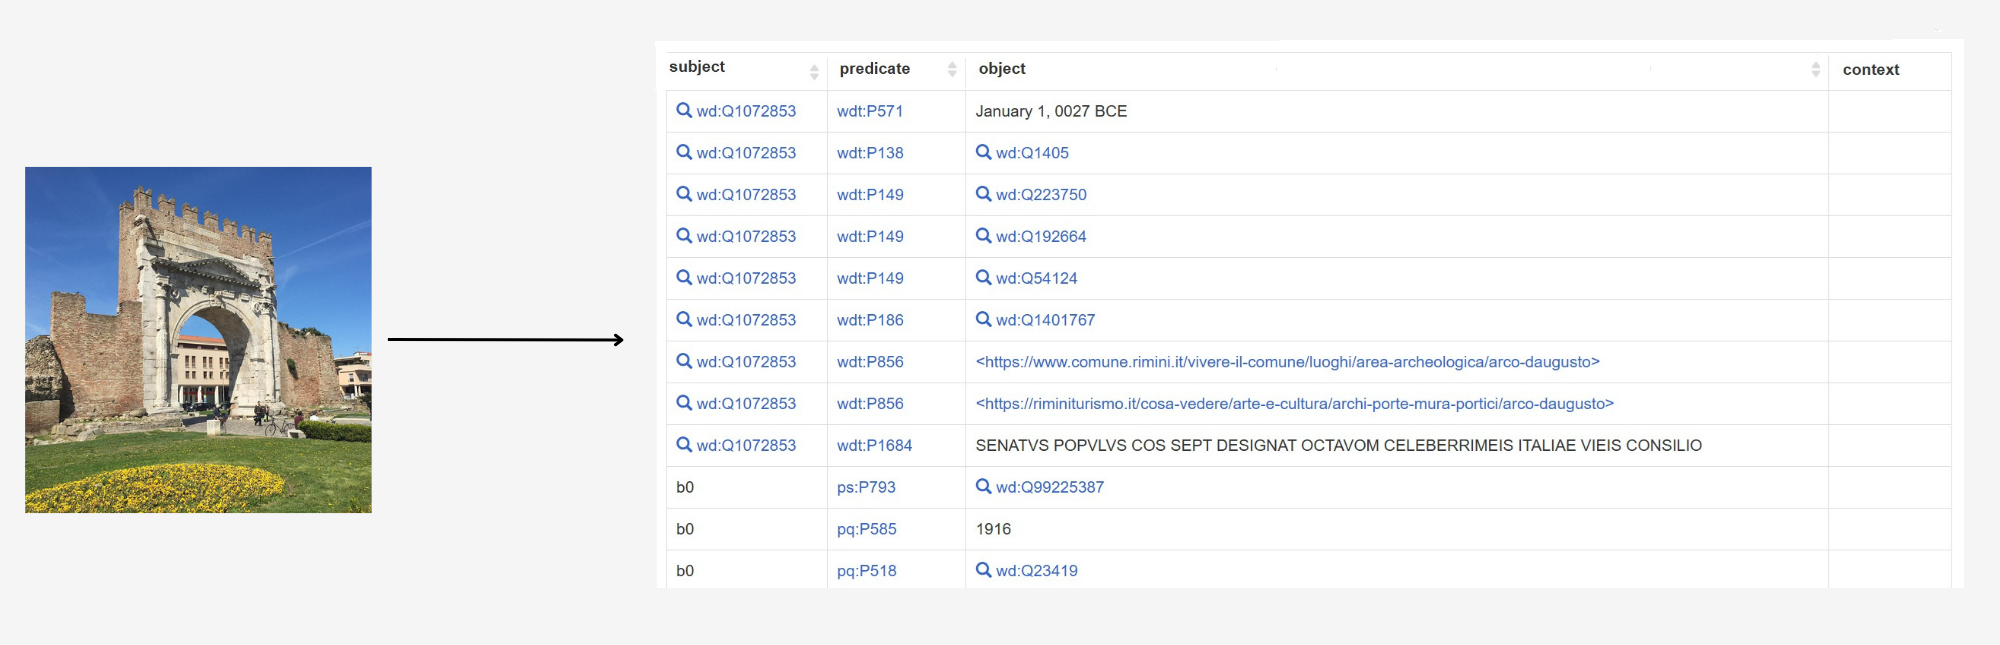 subject predicate object context
wd:Q1072853 wdt:P571 January 1, 0027 BCE
wd:Q1072853 wdt:P138 wd:Q1405
wd:Q1072853 wdt:P149 wd:Q223750
wd:Q1072853 wdt:P149 wd:Q192664
wd:Q1072853 wdt:P149 wd:Q54124
wd:Q1072853 wdt:P186 wd:Q1401767
wd:Q1072853 wdt:P856 <https://www.comune.rimini.it/vivere-il-comune/luoghi/area-archeologica/arco-daugusto>
wd:Q1072853 wdt:P856 <https://riminiturismo.it/cosa-vedere/arte-e-cultura/archi-porte-mura-portici/arco-daugusto>
wd:Q1072853 wdt:P1684 SENATVS POPVLVS COS SEPT DESIGNAT OCTAVOM CELEBERRIMEIS ITALIAE VIEIS CONSILIO
b0 ps:P793 wd:Q99225387
b0 pq:P585 1916
b0 pq:P518 wd:Q23419